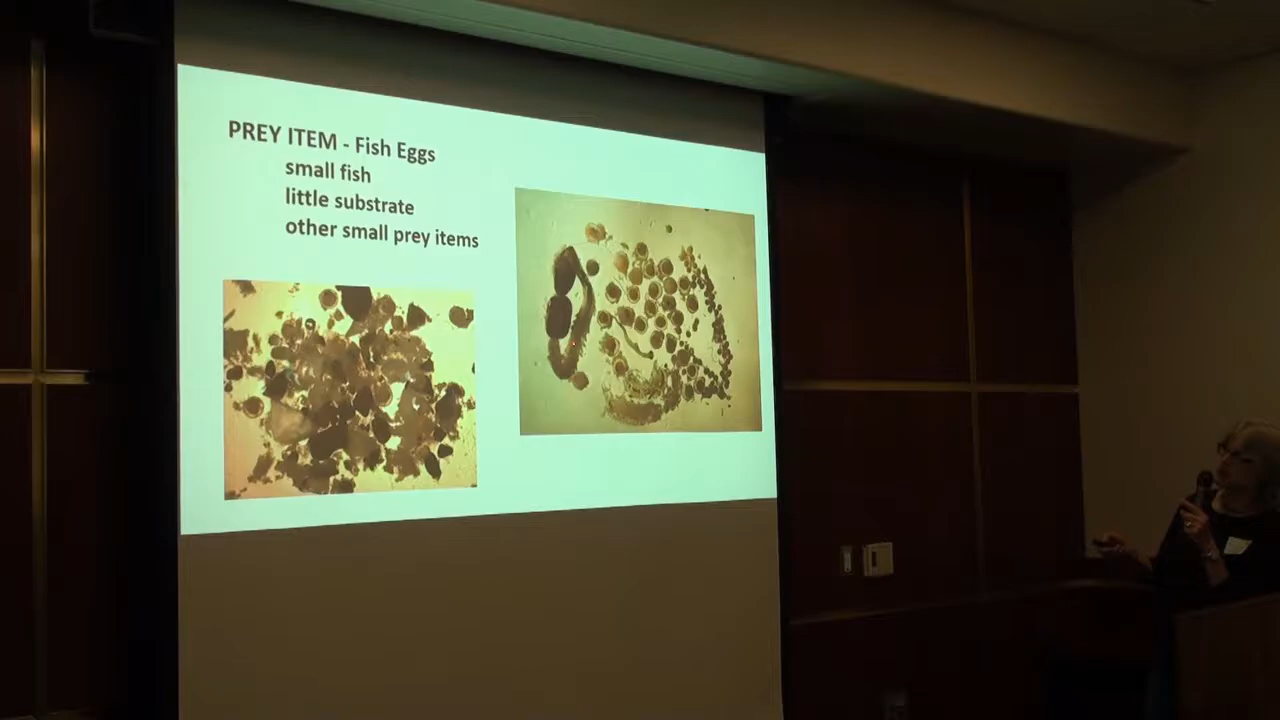 PREY ITEM - Fish Eggs
small fish
little substrate
other small prey items